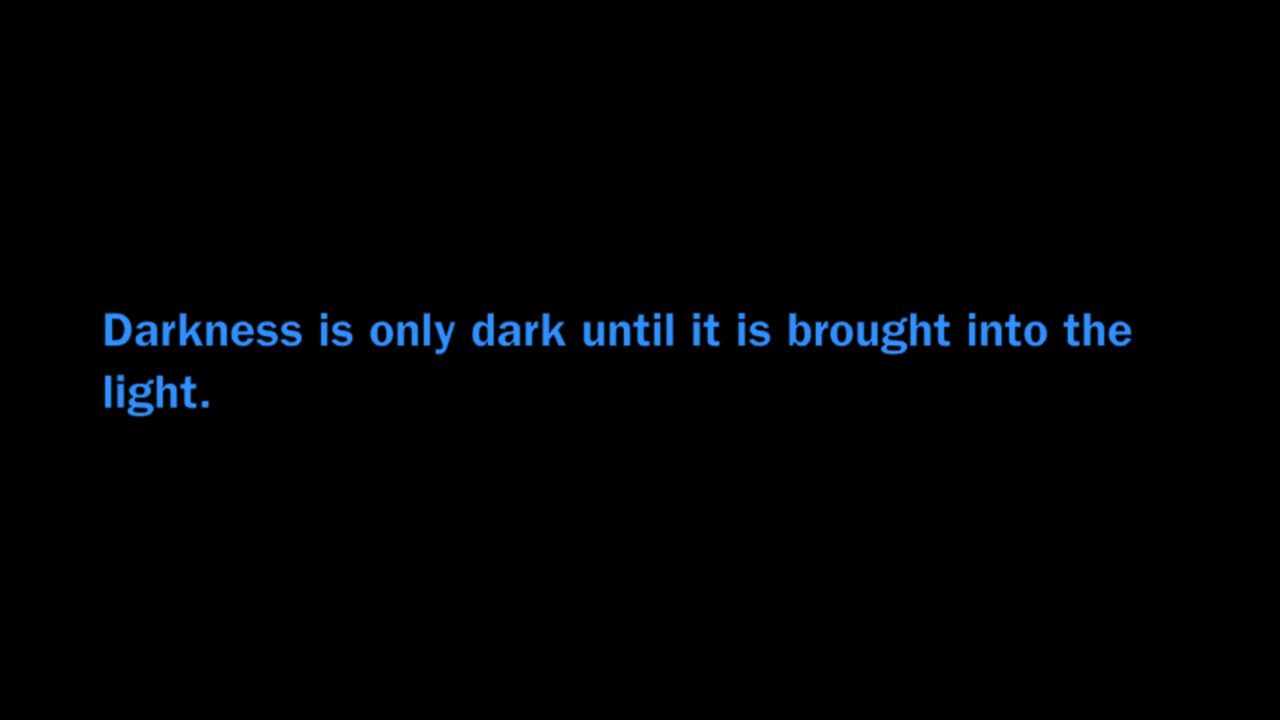 Darkness is only dark until it is brought into the
light.